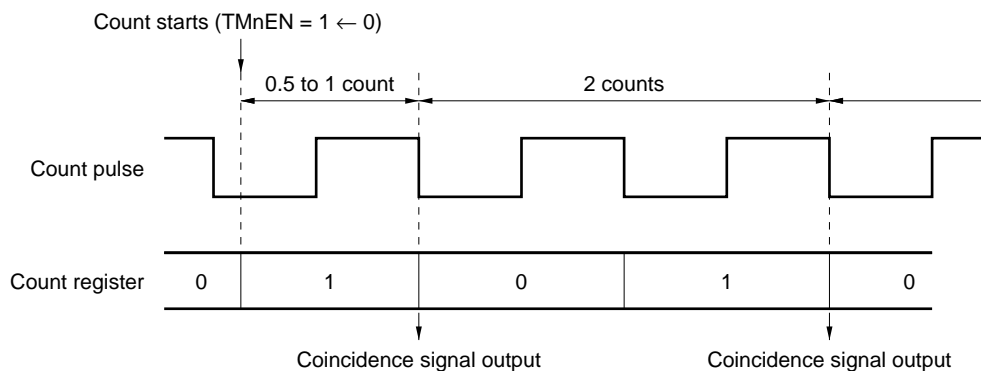 Count starts (TMnEN = 1 ← 0)
0.5 to 1 count 2 counts
Count pulse
Count register 0 1 0 1 0
Coincidence signal output Coincidence signal output